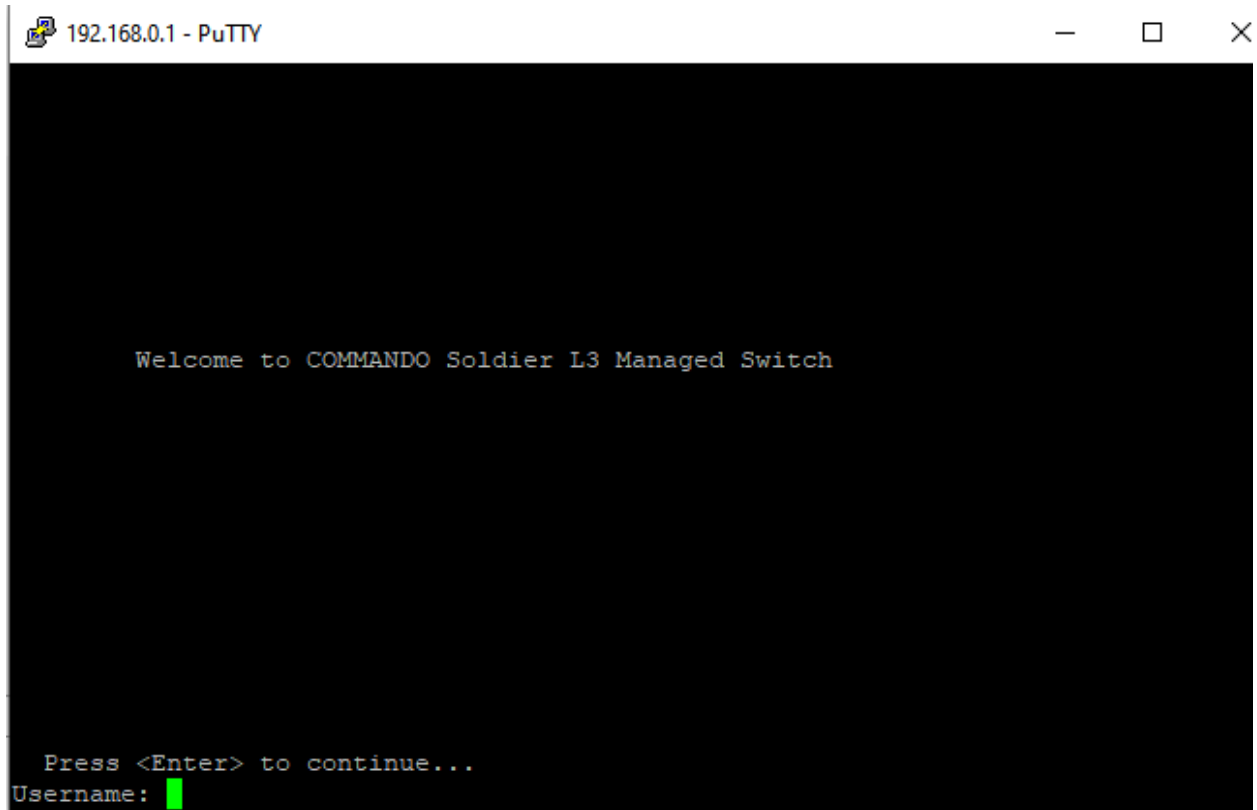 192.168.0.1 - PuTTY
Welcome to COMMANDO Soldier L3 Managed Switch
Press <Enter> to continue...
Username: